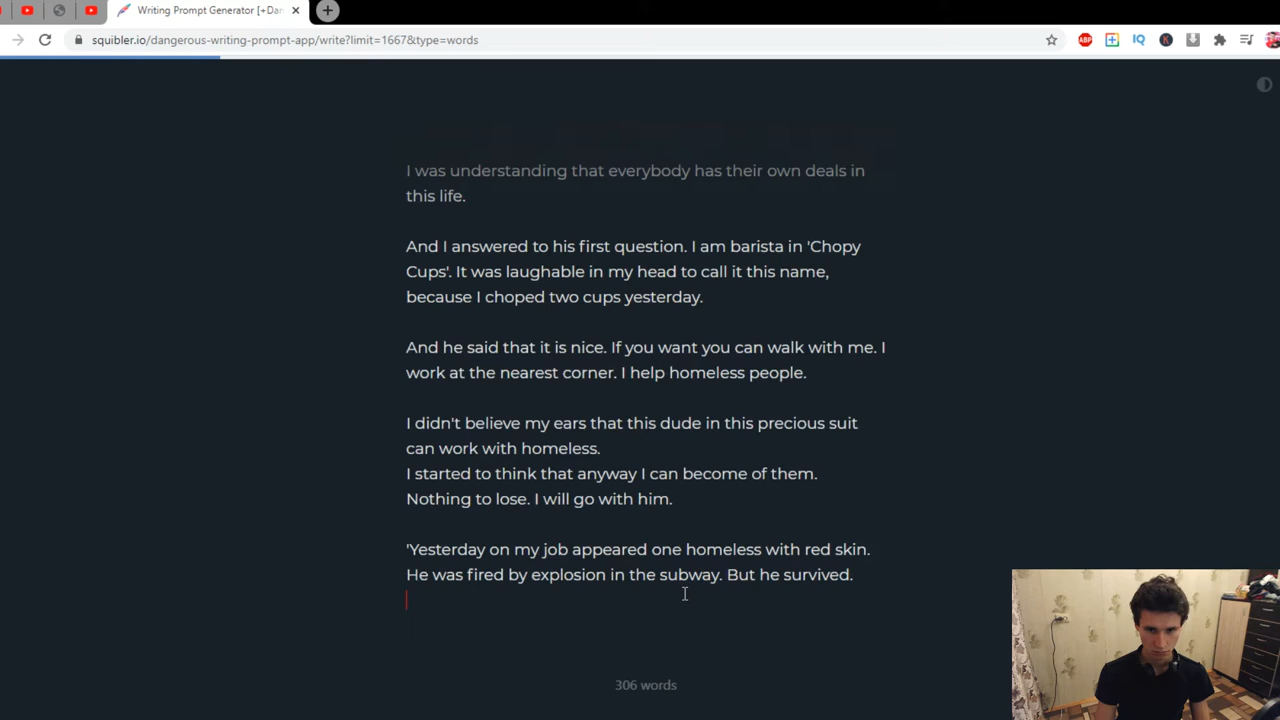 Writing Prompt Generator [+Dan
squibler.io/dangerous-writing-prompt-app/write?limit=1667&type=words
ABP
IQ
K
I was understanding that everybody has their own deals in
this life.
And I answered to his first question. I am barista in 'Chopy
Cups'. It was laughable in my head to call it this name,
because I choped two cups yesterday.
And he said that it is nice. If you want you can walk with me. I
work at the nearest corner. I help homeless people.
I didn't believe my ears that this dude in this precious suit
can work with homeless.
I started to think that anyway I can become of them.
Nothing to lose. I will go with him.
'Yesterday on my job appeared one homeless with red skin.
He was fired by explosion in the subway. But he survived.
306 words